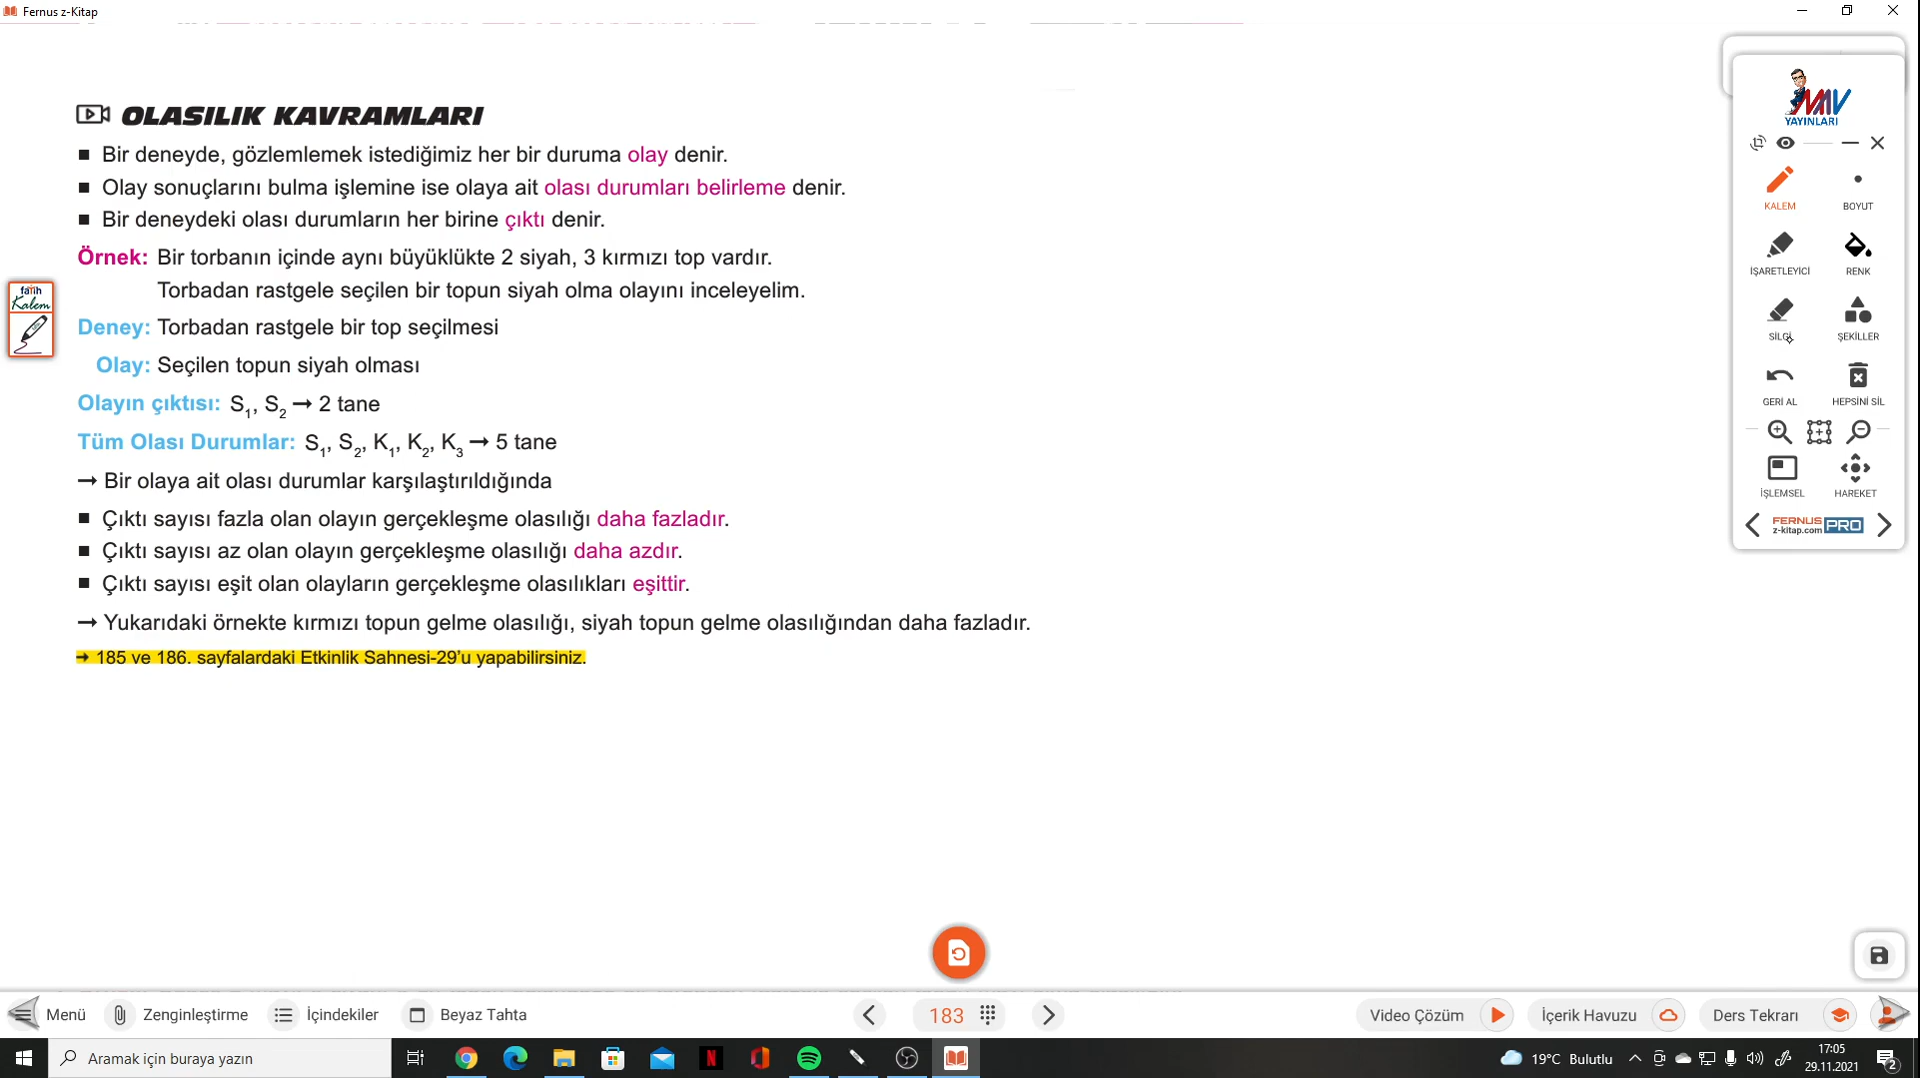 Fernus z-Kitap
OLASILIK KAVRAMLARI
■ Bir deneyde, gözlemlemek istediğimiz her bir duruma olay denir.
■ Olay sonuçlarını bulma işlemine ise olaya ait olası durumları belirleme denir.
■ Bir deneydeki olası durumların her birine çıktı denir.
Örnek: Bir torbanın içinde aynı büyüklükte 2 siyah, 3 kırmızı top vardır.
Torbadan rastgele seçilen bir topun siyah olma olayını inceleyelim.
Deney: Torbadan rastgele bir top seçilmesi
Olay: Seçilen topun siyah olması
Olayın çıktısı: S₁, S₂ → 2 tane
Tüm Olası Durumlar: S₁, S₂, K₁, K₂, K₃ → 5 tane
→ Bir olaya ait olası durumlar karşılaştırıldığında
■ Çıktı sayısı fazla olan olayın gerçekleşme olasılığı daha fazladır.
■ Çıktı sayısı az olan olayın gerçekleşme olasılığı daha azdır.
■ Çıktı sayısı eşit olan olayların gerçekleşme olasılıkları eşittir.
→ Yukarıdaki örnekte kırmızı topun gelme olasılığı, siyah topun gelme olasılığından daha fazladır.
→ 185 ve 186. sayfalardaki Etkinlik Sahnesi-29’u yapabilirsiniz.
fatih
Kalem
MAV
YAYINLARI
KALEM BOYUT
İŞARETLEYİCİ RENK
SİLGİ ŞEKİLLER
GERİ AL HEPSİNİ SİL
İŞLEMSEL HAREKET
FERNUS
z-kitap.com PRO
Menü Zenginleştirme İçindekiler Beyaz Tahta 183 Video Çözüm İçerik Havuzu Ders Tekrarı
Aramak için buraya yazın
19°C Bulutlu
17:05
29.11.2021
2